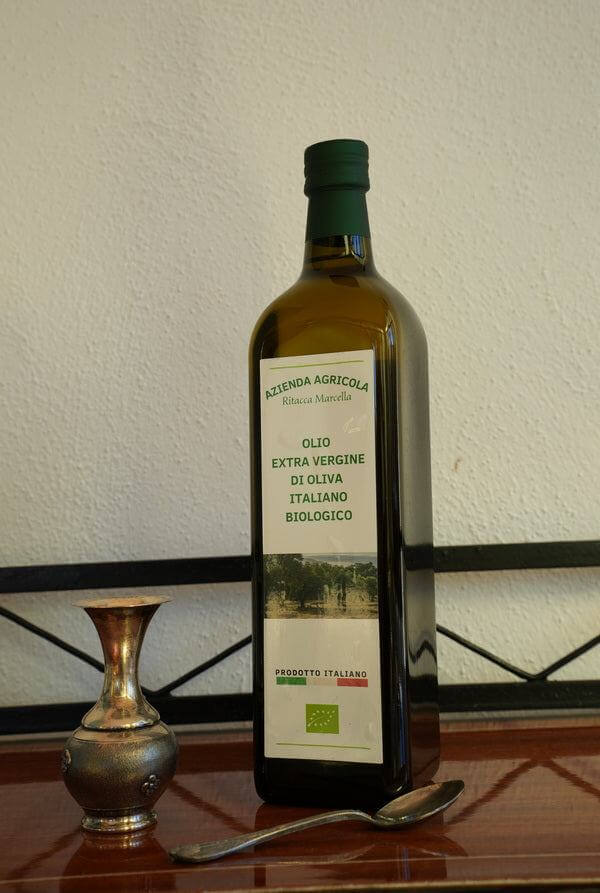 AZIENDA AGRICOLA
Ritacca Marcella
OLIO
EXTRA VERGINE
DI OLIVA
ITALIANO
BIOLOGICO
PRODOTTO ITALIANO